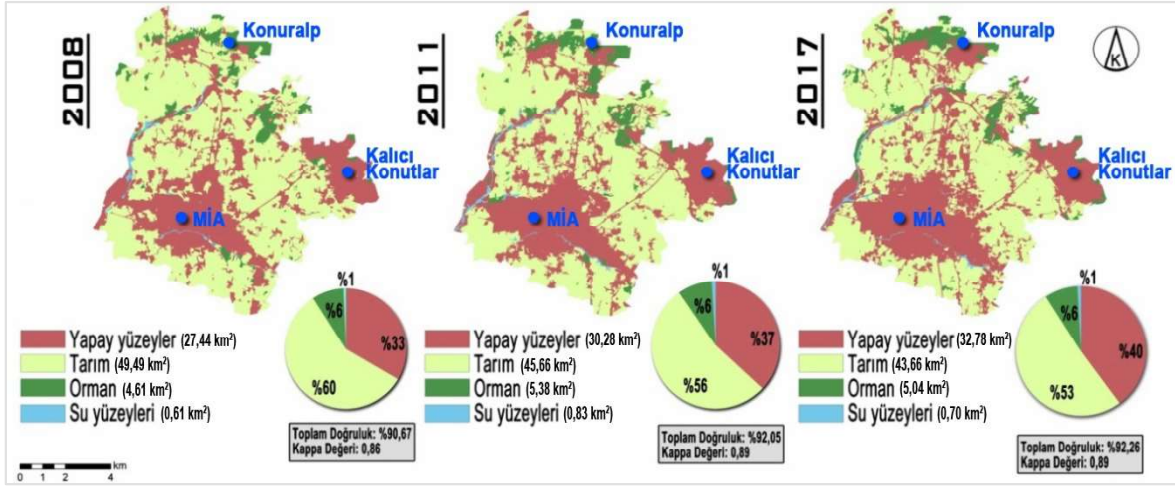 2008
Konuralp
Kalıcı
Konutlar
MİA
%1
%6
%33
%60
Yapay yüzeyler (27,44 km²)
Tarım (49,49 km²)
Orman (4,61 km²)
Su yüzeyleri (0,61 km²)
Toplam Doğruluk: %90,67
Kappa Değeri: 0,86
km
0 1 2 4
2011
Konuralp
Kalıcı
Konutlar
MİA
%1
%6
%37
%56
Yapay yüzeyler (30,28 km²)
Tarım (45,66 km²)
Orman (5,38 km²)
Su yüzeyleri (0,83 km²)
Toplam Doğruluk: %92,05
Kappa Değeri: 0,89
2017
Konuralp
K
Kalıcı
Konutlar
MİA
%1
%6
%40
%53
Yapay yüzeyler (32,78 km²)
Tarım (43,66 km²)
Orman (5,04 km²)
Su yüzeyleri (0,70 km²)
Toplam Doğruluk: %92,26
Kappa Değeri: 0,89